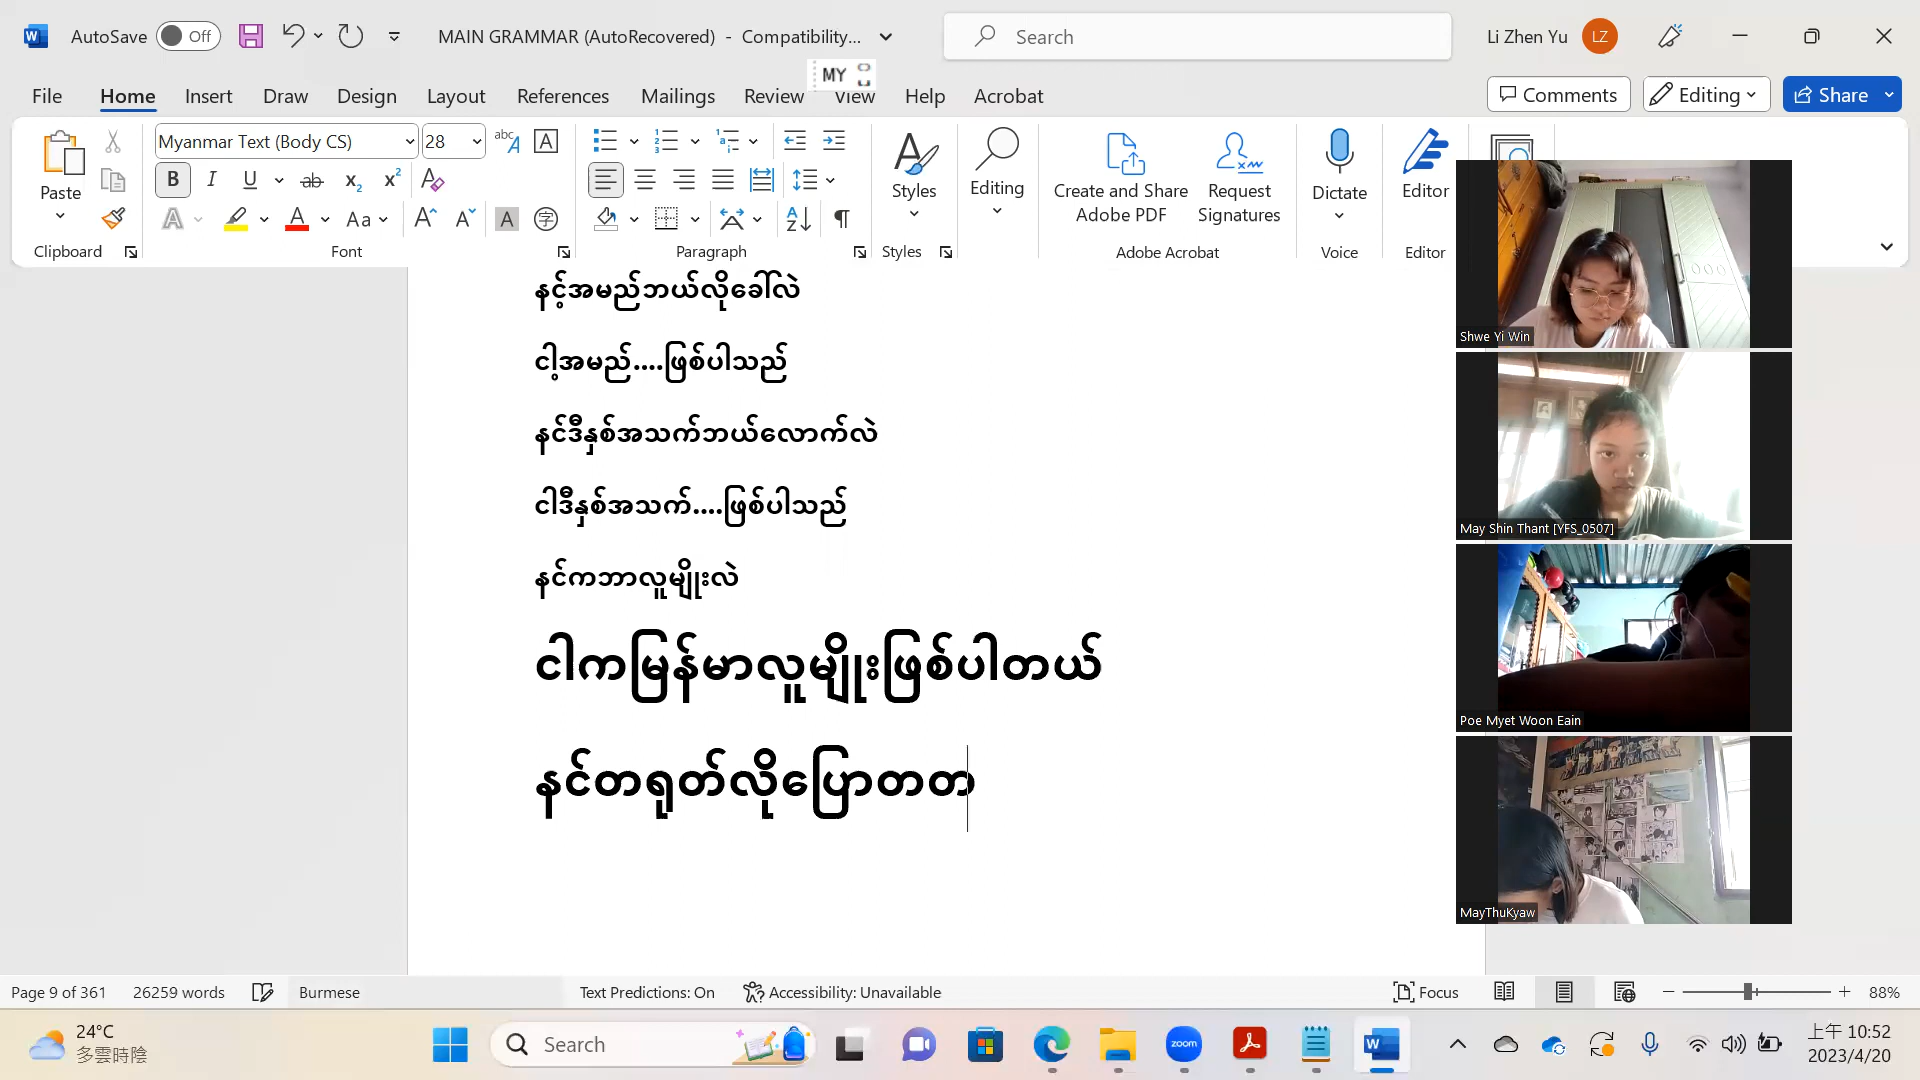 AutoSave Off MAIN GRAMMAR (AutoRecovered) - Compatibility... Search Li Zhen Yu LZ
MY
File Home Insert Draw Design Layout References Mailings Review View Help Acrobat Comments Editing Share
Paste Myanmar Text (Body CS) 28 Styles Editing Create and Share Adobe PDF Request Signatures Dictate Editor
Clipboard Font Paragraph Styles Adobe Acrobat Voice Editor
နင့်အမည်ဘယ်လိုခေါ်လဲ
ငါ့အမည်....ဖြစ်ပါသည်
နင်ဒီနှစ်အသက်ဘယ်လောက်လဲ
ငါဒီနှစ်အသက်....ဖြစ်ပါသည်
နင်ကဘာလူမျိုးလဲ
ငါကမြန်မာလူမျိုးဖြစ်ပါတယ်
နင်တရုတ်လိုပြောတတ
Shwe Yi Win
May Shin Thant [YFS_0507]
Poe Myet Woon Eain
MayThuKyaw
Page 9 of 361 26259 words Burmese Text Predictions: On Accessibility: Unavailable Focus 88%
24°C
多雲時陰
Search
zoom
上午 10:52
2023/4/20